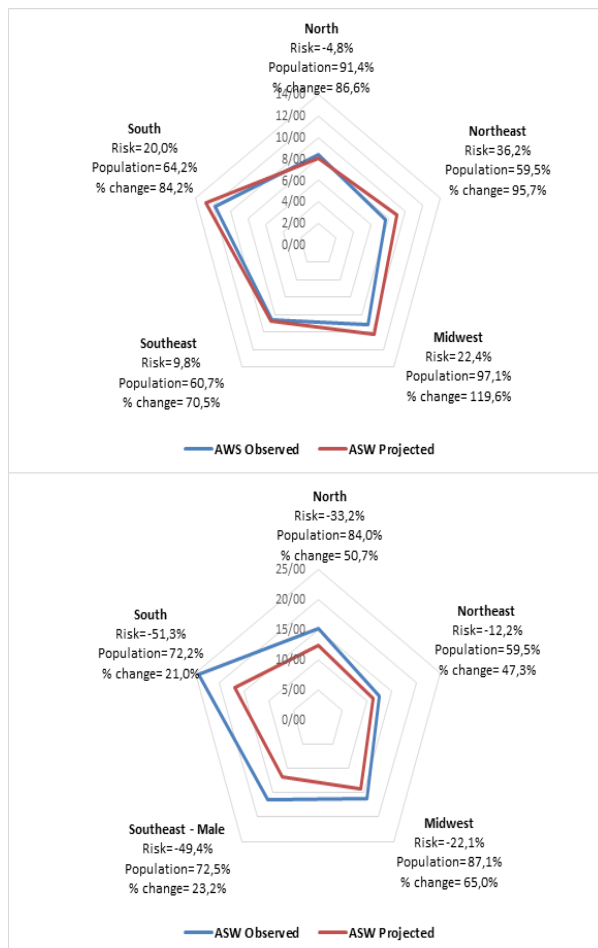 North
Risk=-4,8%
Population=91,4%
% change= 86,6%
14/00
12/00
10/00
8/00
6/00
4/00
2/00
0/00
South
Risk=20,0%
Population=64,2%
% change= 84,2%
Northeast
Risk=36,2%
Population=59,5%
% change=95,7%
Southeast
Risk=9,8%
Population=60,7%
% change= 70,5%
Midwest
Risk=22,4%
Population=97,1%
% change= 119,6%
AWS Observed
ASW Projected
North
Risk=-33,2%
Population=84,0%
% change= 50,7%
25/00
20/00
15/00
10/00
5/00
0/00
South
Risk=-51,3%
Population=72,2%
% change= 21,0%
Northeast
Risk=-12,2%
Population=59,5%
% change= 47,3%
Southeast - Male
Risk=-49,4%
Population=72,5%
% change= 23,2%
Midwest
Risk=-22,1%
Population=87,1%
% change= 65,0%
ASW Observed
ASW Projected